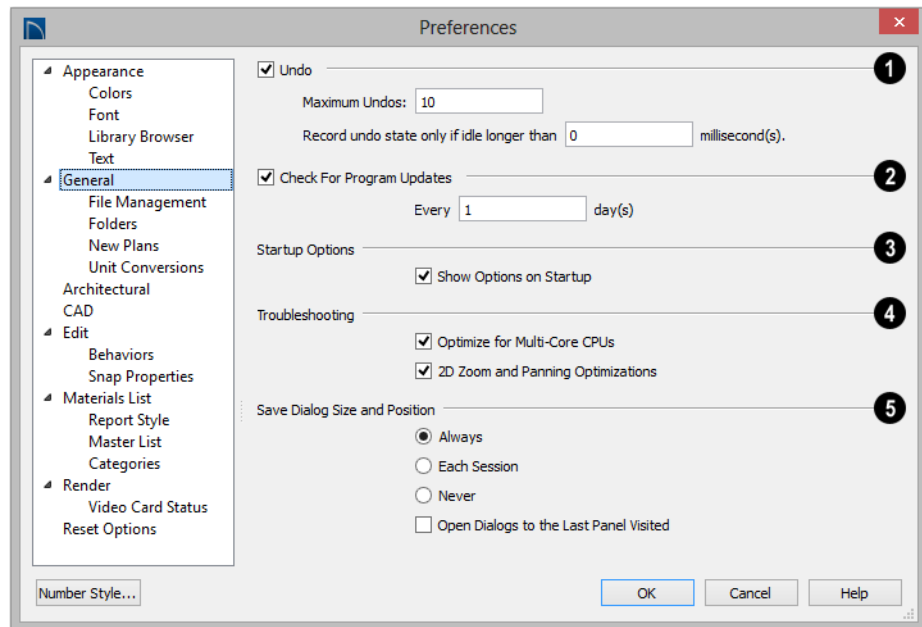 Preferences
Appearance
Colors
Font
Library Browser
Text
General
File Management
Folders
New Plans
Unit Conversions
Architectural
CAD
Edit
Behaviors
Snap Properties
Materials List
Report Style
Master List
Categories
Render
Video Card Status
Reset Options
Undo
1
Maximum Undos: 10
Record undo state only if idle longer than 0 millisecond(s).
Check For Program Updates
2
Every 1 day(s)
Startup Options
3
Show Options on Startup
Troubleshooting
4
Optimize for Multi-Core CPUs
2D Zoom and Panning Optimizations
Save Dialog Size and Position
5
Always
Each Session
Never
Open Dialogs to the Last Panel Visited
Number Style...
OK
Cancel
Help